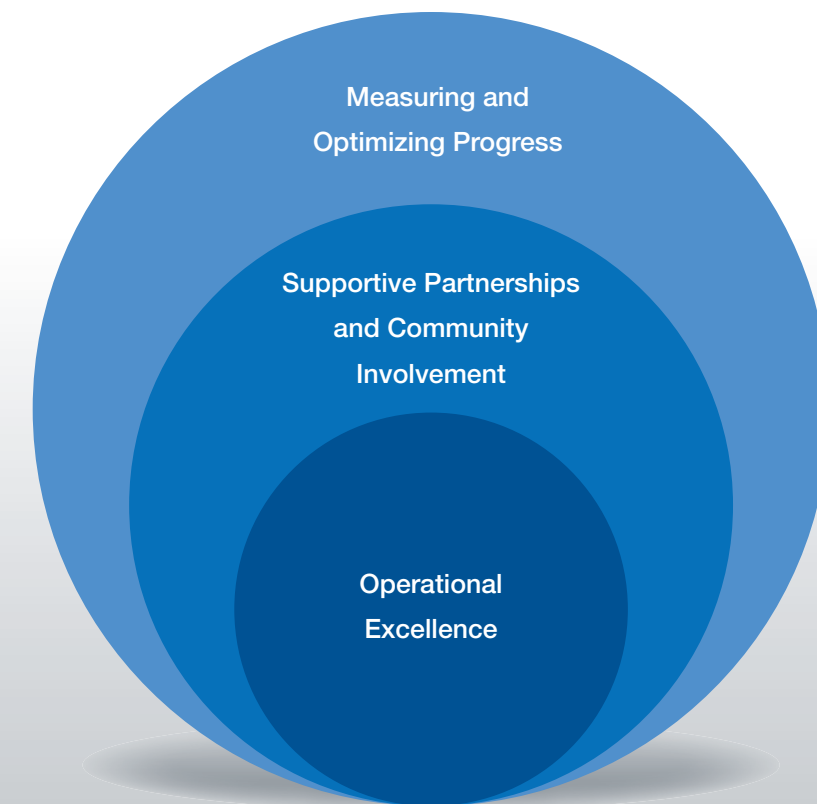 Measuring and
Optimizing Progress
Supportive Partnerships
and Community
Involvement
Operational
Excellence